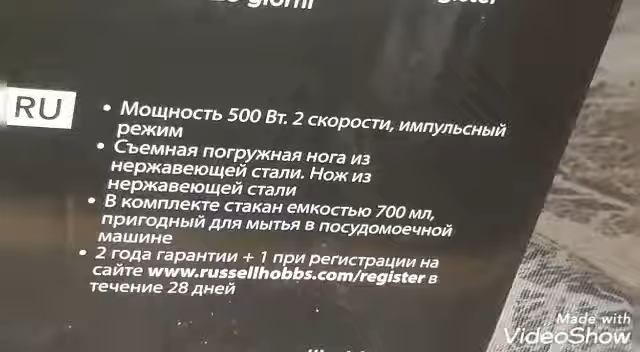 giorni
RU
• Мощность 500 Вт. 2 скорости, импульсный
режим
• Съемная погружная нога из
нержавеющей стали. Нож из
нержавеющей стали
• В комплекте стакан емкостью 700 мл,
пригодный для мытья в посудомоечной
машине
• 2 года гарантии + 1 при регистрации на
сайте www.russellhobbs.com/register в
течение 28 дней
Made with
VideoShow